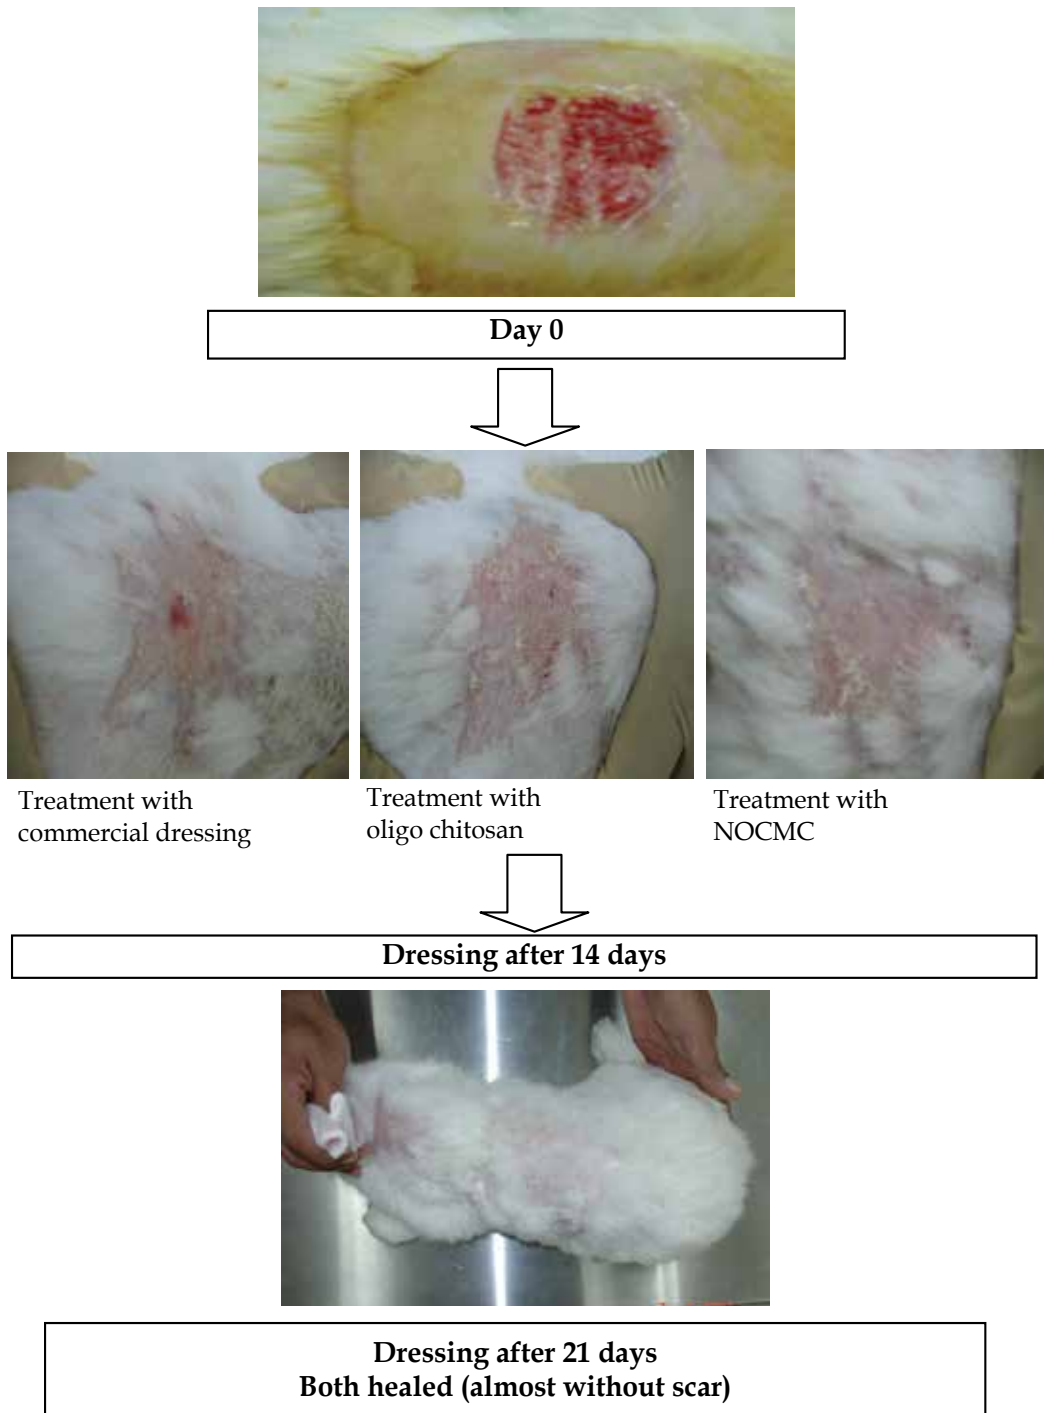 Day 0
Treatment with
commercial dressing
Treatment with
oligo chitosan
Treatment with
NOCMC
Dressing after 14 days
Dressing after 21 days
Both healed (almost without scar)